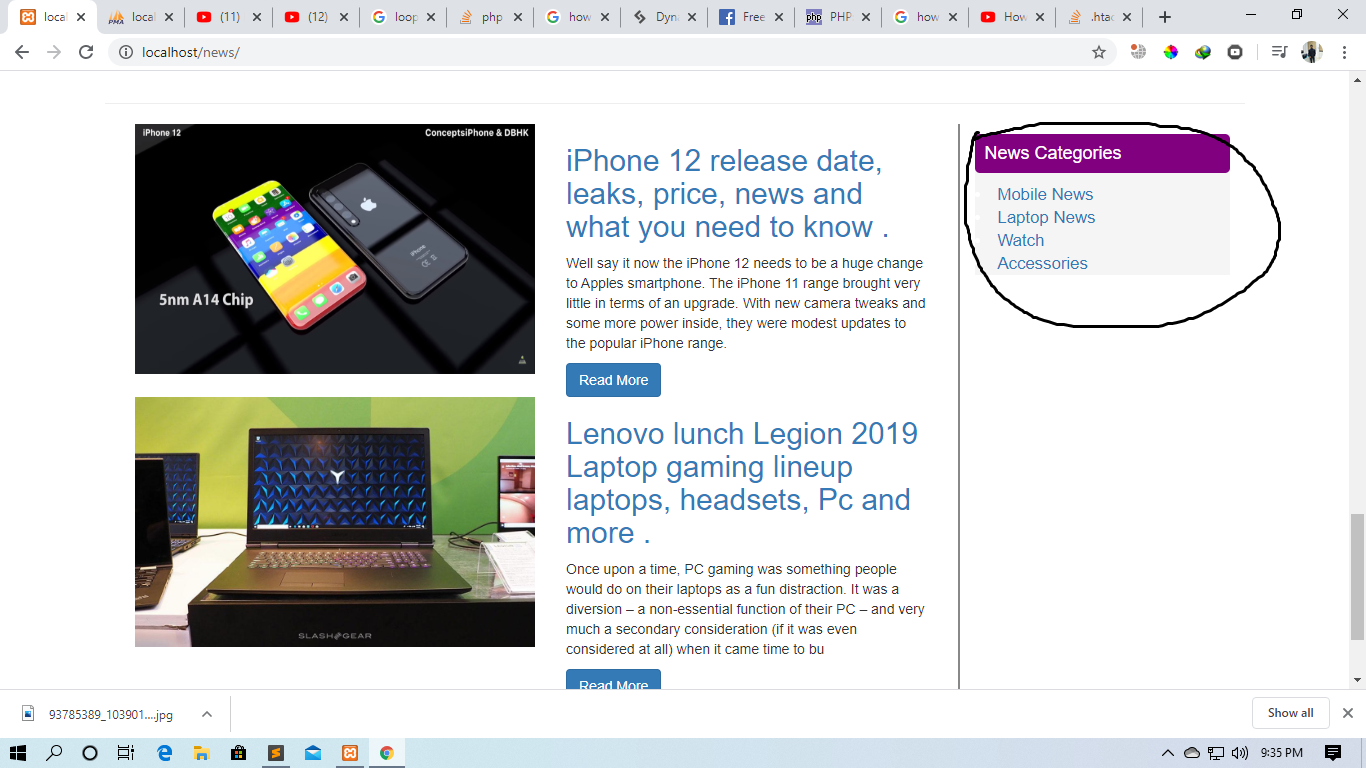 local
local
(11)
(12)
loop
php
how
Dyna
Free
php
PHP
how
How
.htac
localhost/news/
iPhone 12
ConceptsiPhone & DBHK
5nm A14 Chip
iPhone
iPhone 12 release date,
leaks, price, news and
what you need to know .
Well say it now the iPhone 12 needs to be a huge change
to Apples smartphone. The iPhone 11 range brought very
little in terms of an upgrade. With new camera tweaks and
some more power inside, they were modest updates to
the popular iPhone range.
Read More
News Categories
Mobile News
Laptop News
Watch
Accessories
SLASHGEAR
Lenovo lunch Legion 2019
Laptop gaming lineup
laptops, headsets, Pc and
more .
Once upon a time, PC gaming was something people
would do on their laptops as a fun distraction. It was a
diversion – a non-essential function of their PC – and very
much a secondary consideration (if it was even
considered at all) when it came time to bu
Read More
93785389_103901....jpg
Show all
9:35 PM